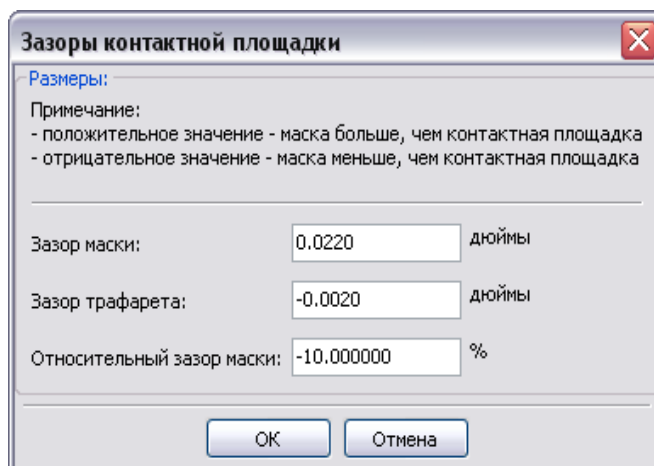 Зазоры контактной площадки
Размеры:
Примечание:
- положительное значение - маска больше, чем контактная площадка
- отрицательное значение - маска меньше, чем контактная площадка
Зазор маски: 0.0220 дюймы
Зазор трафарета: -0.0020 дюймы
Относительный зазор маски: -10.000000 %
OK Отмена